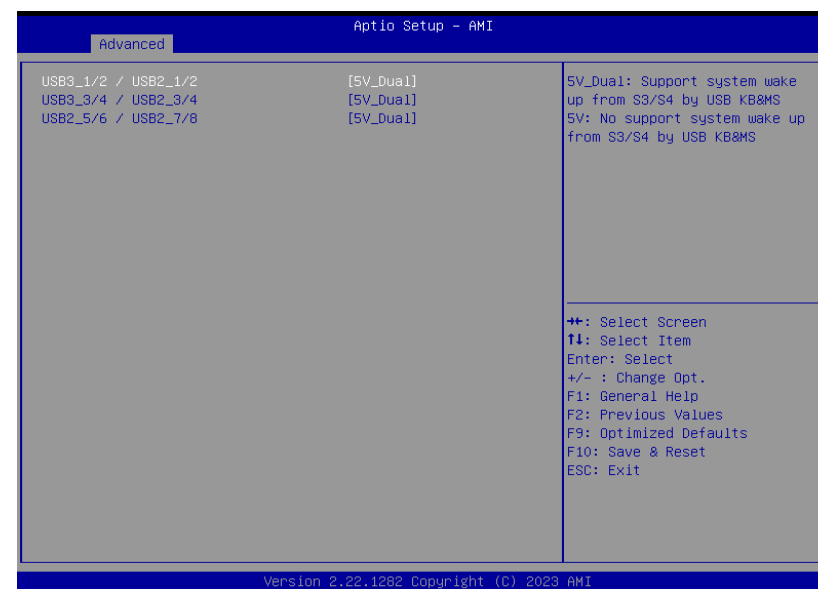 Aptio Setup – AMI
Advanced
USB3_1/2 / USB2_1/2 [5V_Dual]
USB3_3/4 / USB2_3/4 [5V_Dual]
USB2_5/6 / USB2_7/8 [5V_Dual]
5V_Dual: Support system wake
up from S3/S4 by USB KB&MS
5V: No support system wake up
from S3/S4 by USB KB&MS
→←: Select Screen
↑↓: Select Item
Enter: Select
+/- : Change Opt.
F1: General Help
F2: Previous Values
F9: Optimized Defaults
F10: Save & Reset
ESC: Exit
Version 2.22.1282 Copyright (C) 2023 AMI